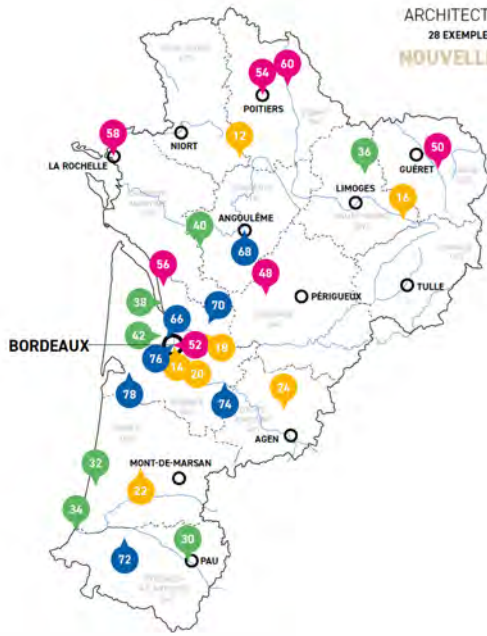 ARCHITECT
28 EXEMPLE
NOUVELLE
60
54
POITIERS
58
LA ROCHELLE
NIORT
12
36
GUÉRET
50
LIMOGES
16
ANGOULÊME
40
68
56
48
PÉRIGUEUX
TULLE
38
70
66
42
BORDEAUX
52
18
76
14
20
78
74
24
AGEN
32
MONT-DE-MARSAN
22
34
30
72
PAU